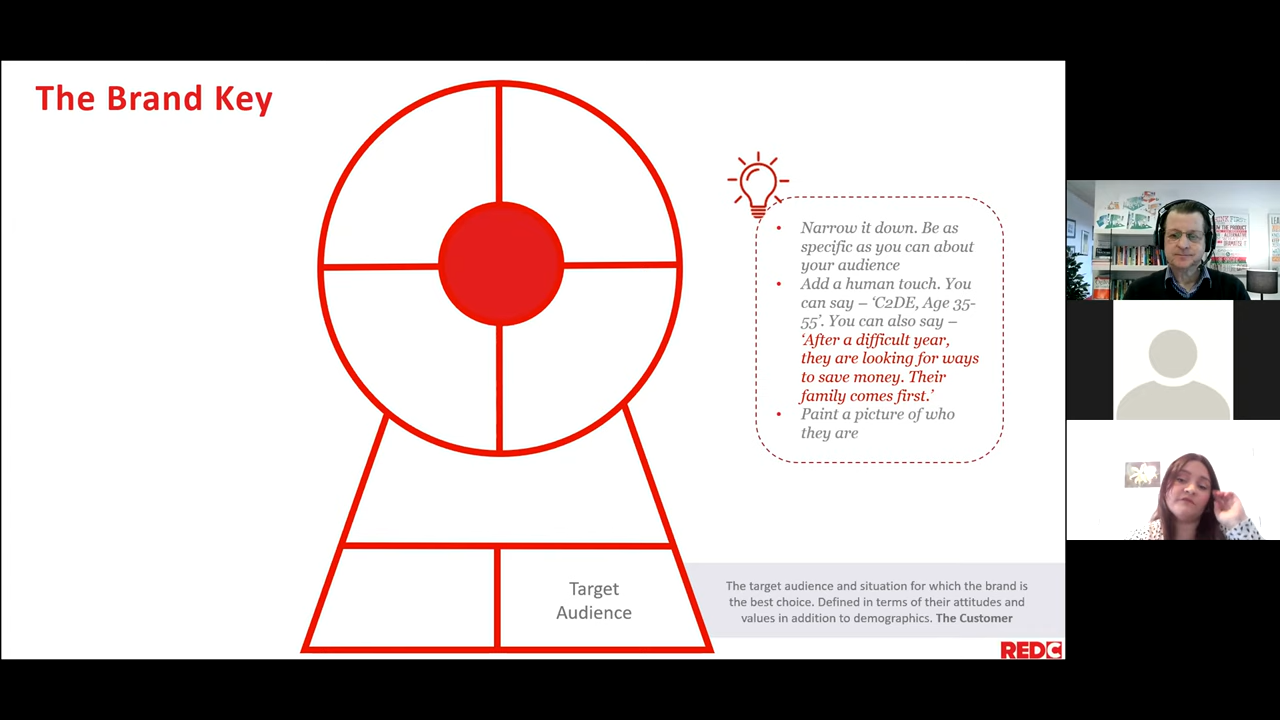 The Brand Key
• Narrow it down. Be as
specific as you can about
your audience
• Add a human touch. You
can say – ‘C2DE, Age 35-
55’. You can also say –
‘After a difficult year,
they are looking for ways
to save money. Their
family comes first.’
• Paint a picture of who
they are
Target
Audience
The target audience and situation for which the brand is
the best choice. Defined in terms of their attitudes and
values in addition to demographics. The Customer
REDC